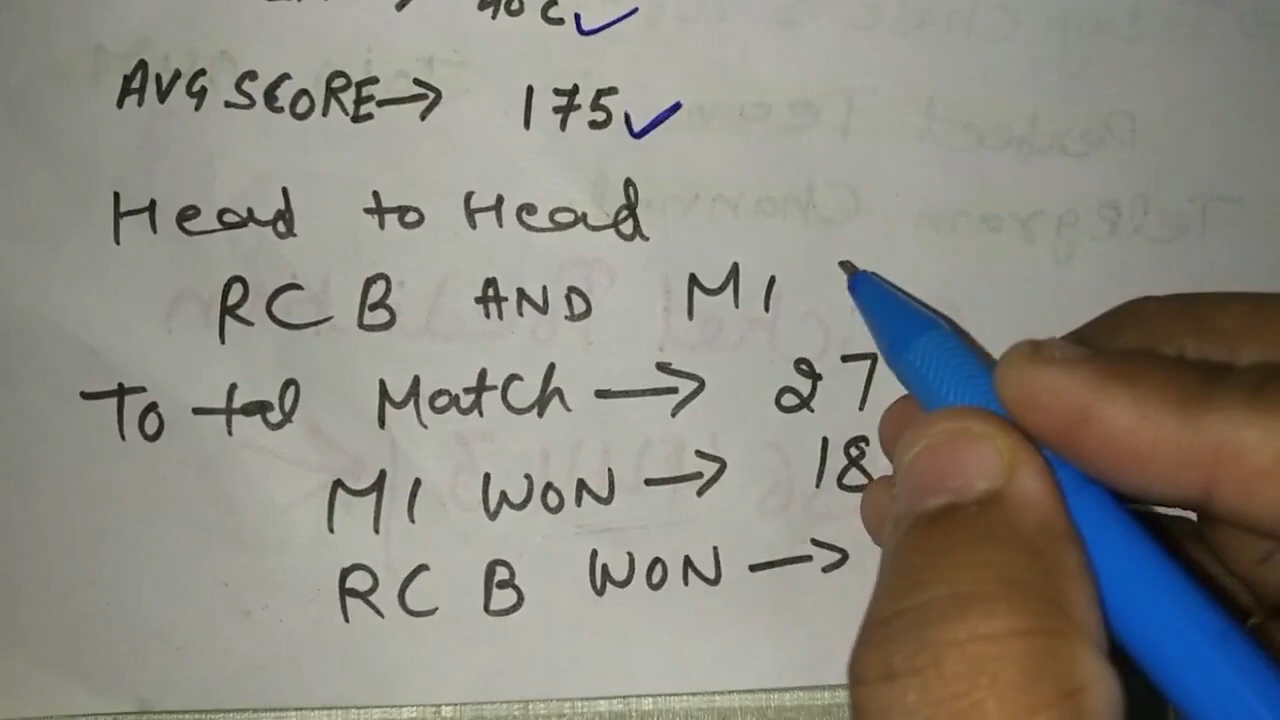 AVG SCORE → 175 ✓
Head to Head
RCB AND MI
Total Match → 27
MI WON → 18
RCB WON →